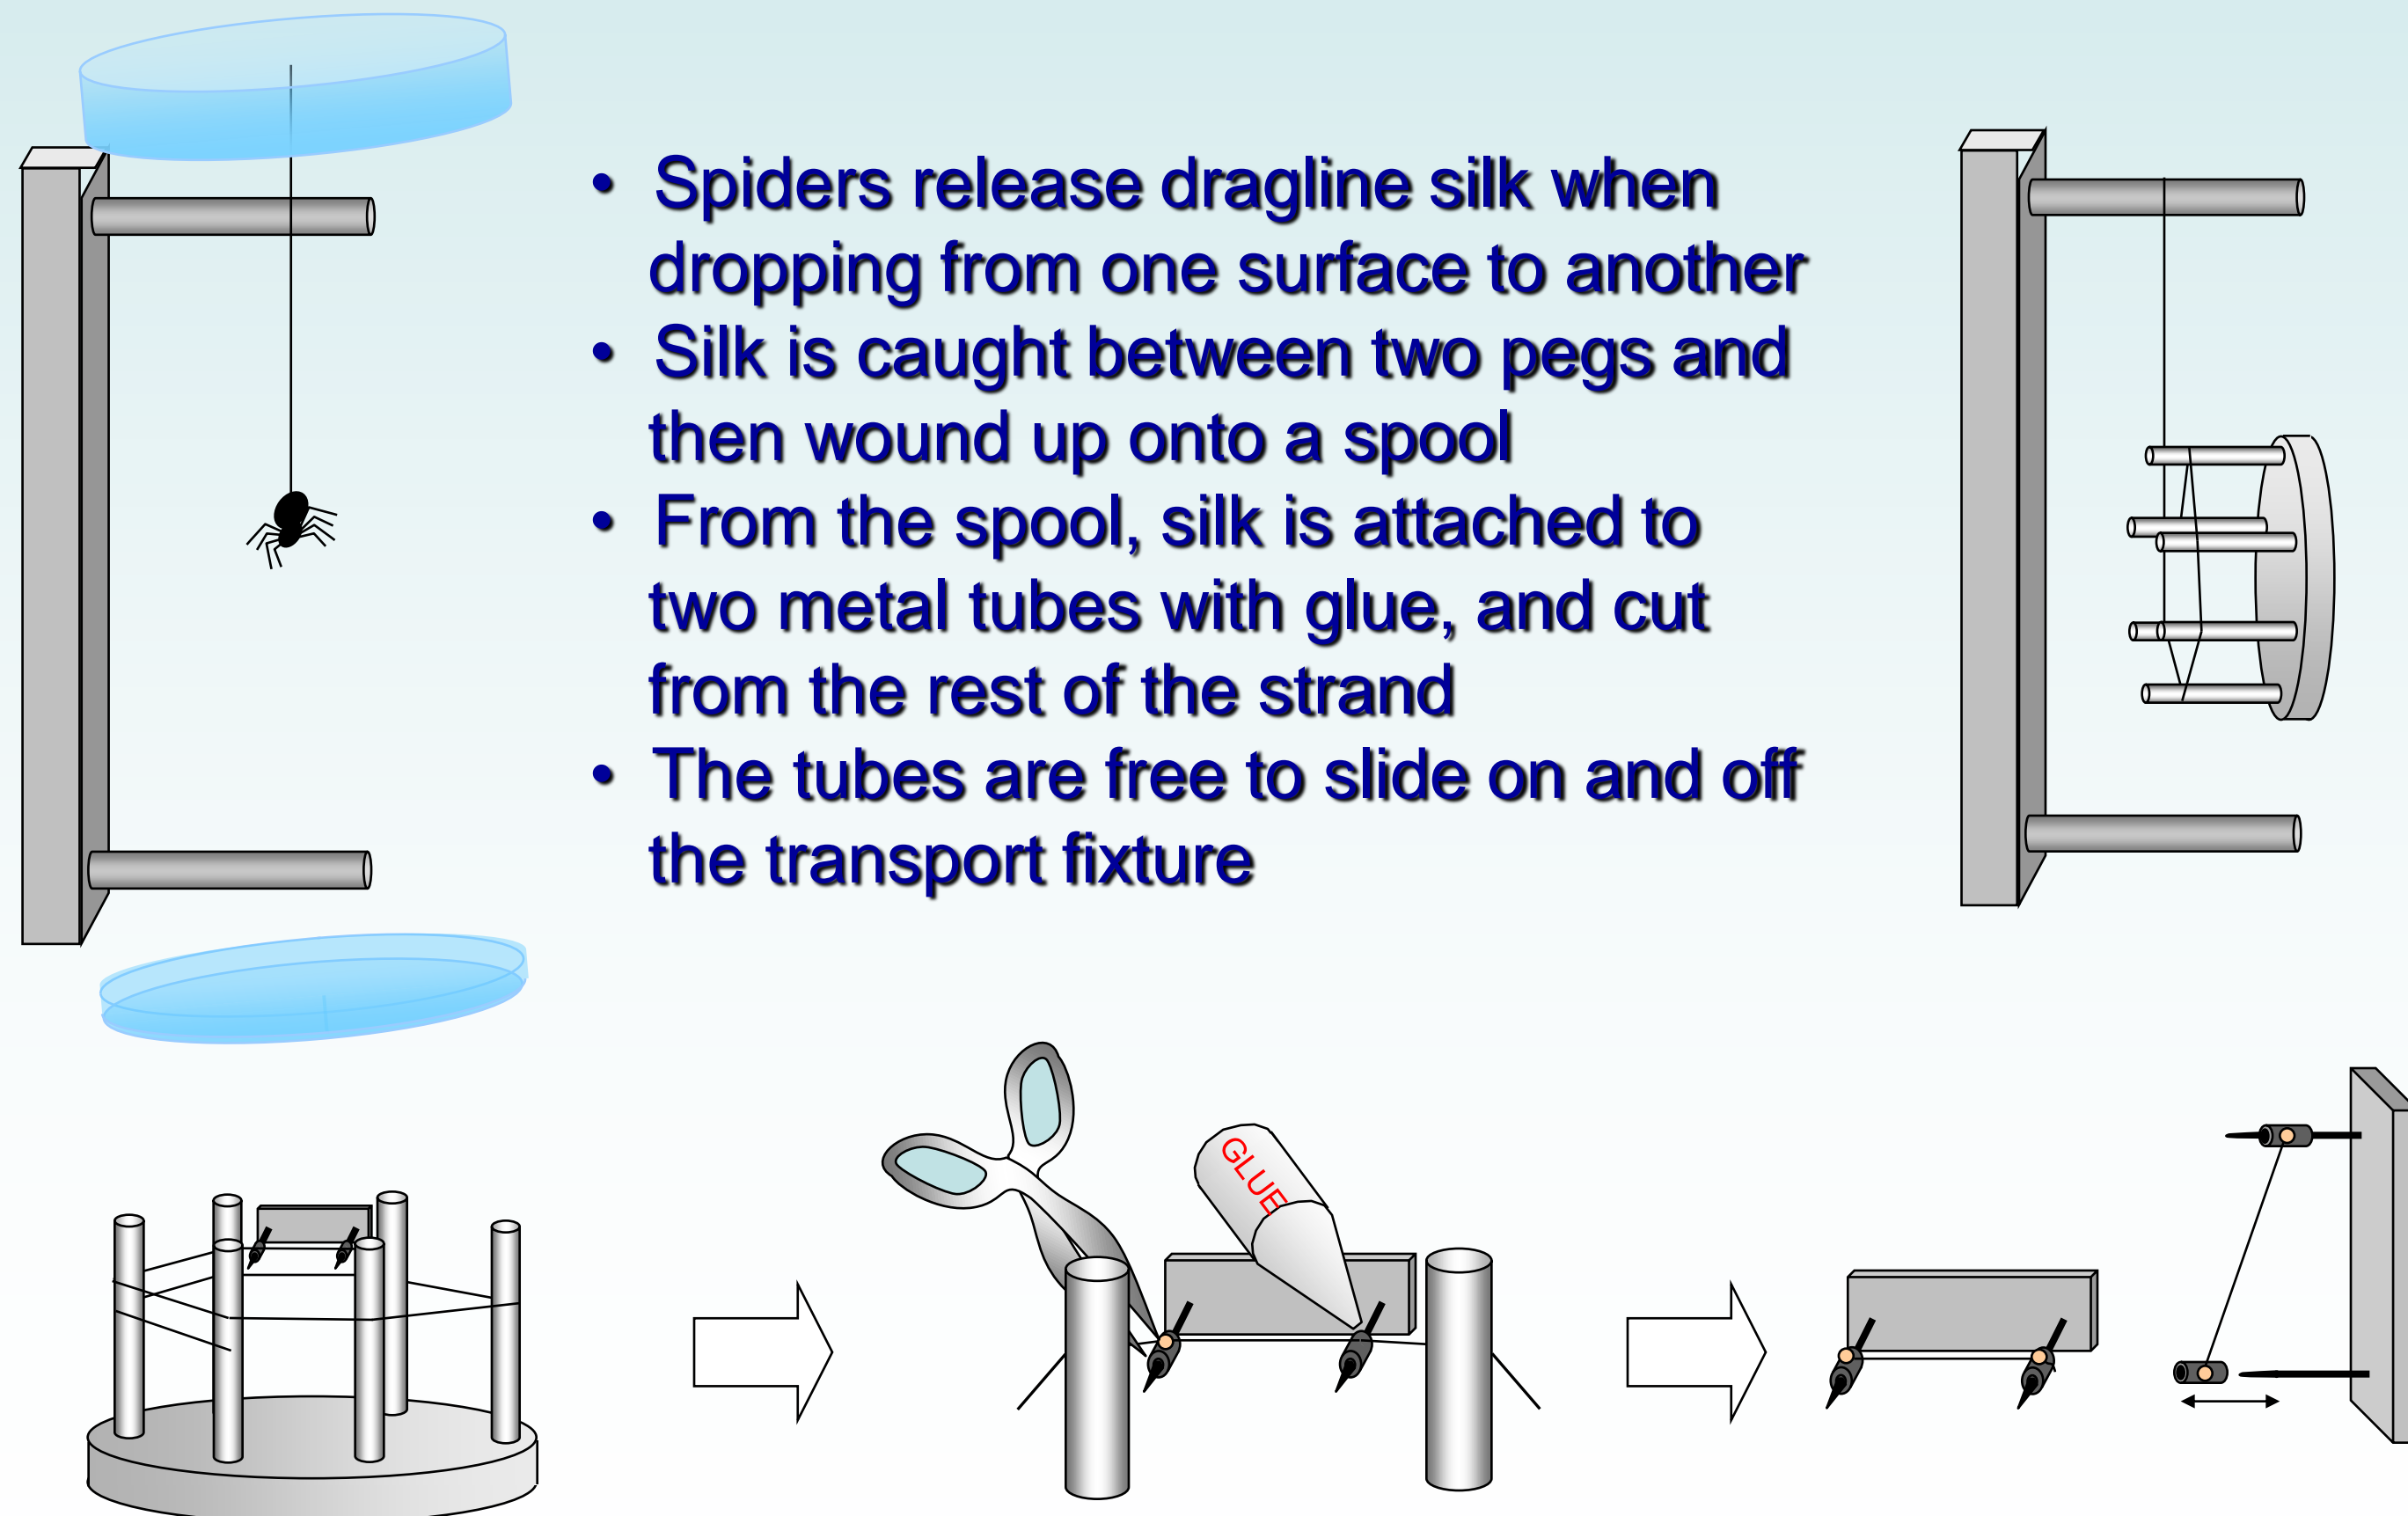 • Spiders release dragline silk when
dropping from one surface to another
• Silk is caught between two pegs and
then wound up onto a spool
• From the spool, silk is attached to
two metal tubes with glue, and cut
from the rest of the strand
• The tubes are free to slide on and off
the transport fixture
GLUE